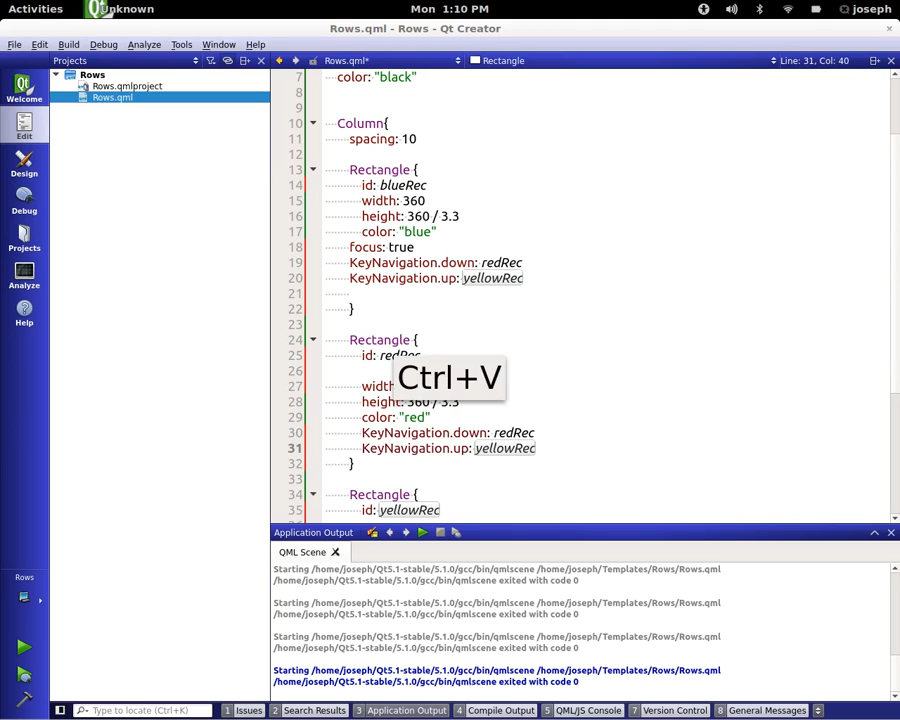 Activities
Unknown
Mon 1:10 PM
joseph
Rows.qml - Rows - Qt Creator
File Edit Build Debug Analyze Tools Window Help
Projects
Rows.qml*
Rectangle
Line: 31, Col: 40
Welcome
Edit
Design
Debug
Projects
Analyze
Help
Rows
Rows
Rows.qmlproject
Rows.qml
7 color: "black"
8
9
10 Column{
11 spacing: 10
12
13 Rectangle {
14 id: blueRec
15 width: 360
16 height: 360 / 3.3
17 color: "blue"
18 focus: true
19 KeyNavigation.down: redRec
20 KeyNavigation.up: yellowRec
21
22 }
23
24 Rectangle {
25 id: redRec
26
27 width
28 height: 360 / 3.3
29 color: "red"
30 KeyNavigation.down: redRec
31 KeyNavigation.up: yellowRec
32 }
33
34 Rectangle {
35 id: yellowRec
Ctrl+V
Application Output
QML Scene
Starting /home/joseph/Qt5.1-stable/5.1.0/gcc/bin/qmlscene /home/joseph/Templates/Rows/Rows.qml
/home/joseph/Qt5.1-stable/5.1.0/gcc/bin/qmlscene exited with code 0
Starting /home/joseph/Qt5.1-stable/5.1.0/gcc/bin/qmlscene /home/joseph/Templates/Rows/Rows.qml
/home/joseph/Qt5.1-stable/5.1.0/gcc/bin/qmlscene exited with code 0
Starting /home/joseph/Qt5.1-stable/5.1.0/gcc/bin/qmlscene /home/joseph/Templates/Rows/Rows.qml
/home/joseph/Qt5.1-stable/5.1.0/gcc/bin/qmlscene exited with code 0
Starting /home/joseph/Qt5.1-stable/5.1.0/gcc/bin/qmlscene /home/joseph/Templates/Rows/Rows.qml
/home/joseph/Qt5.1-stable/5.1.0/gcc/bin/qmlscene exited with code 0
Type to locate (Ctrl+K)
1 Issues 2 Search Results 3 Application Output 4 Compile Output 5 QML/JS Console 7 Version Control 8 General Messages